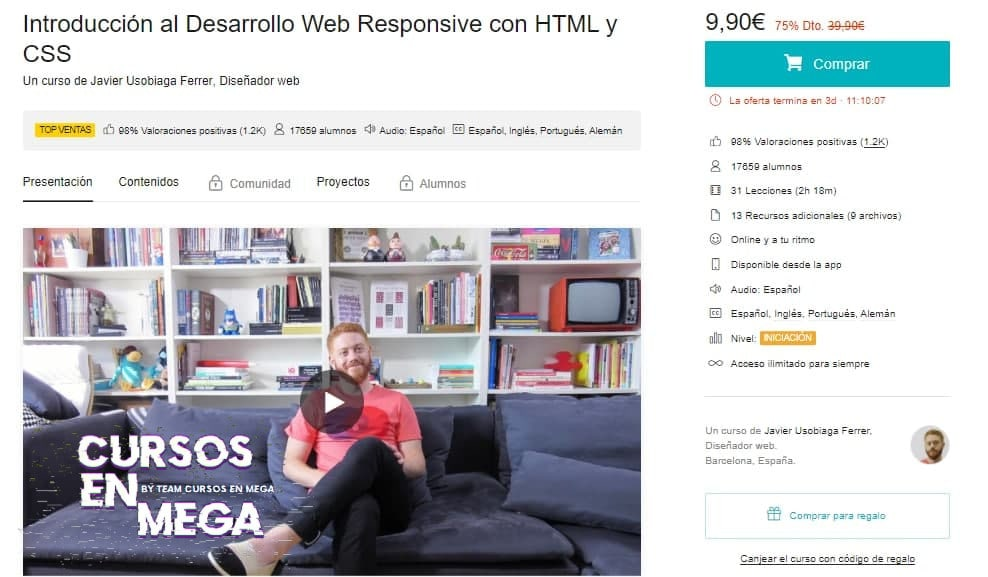 Introducción al Desarrollo Web Responsive con HTML y
CSS
Un curso de Javier Usobiaga Ferrer, Diseñador web
TOP VENTAS 98% Valoraciones positivas (1.2K) 17659 alumnos Audio: Español Español, Inglés, Portugués, Alemán
Presentación Contenidos Comunidad Proyectos Alumnos
CURSOS
EN BY TEAM CURSOS EN MEGA
MEGA
9,90€ 75% Dto. 39,90€
Comprar
La oferta termina en 3d · 11:10:07
98% Valoraciones positivas (1.2K)
17659 alumnos
31 Lecciones (2h 18m)
13 Recursos adicionales (9 archivos)
Online y a tu ritmo
Disponible desde la app
Audio: Español
Español, Inglés, Portugués, Alemán
Nivel: INICIACIÓN
Acceso ilimitado para siempre
Un curso de Javier Usobiaga Ferrer.
Diseñador web.
Barcelona, España.
Comprar para regalo
Canjear el curso con código de regalo